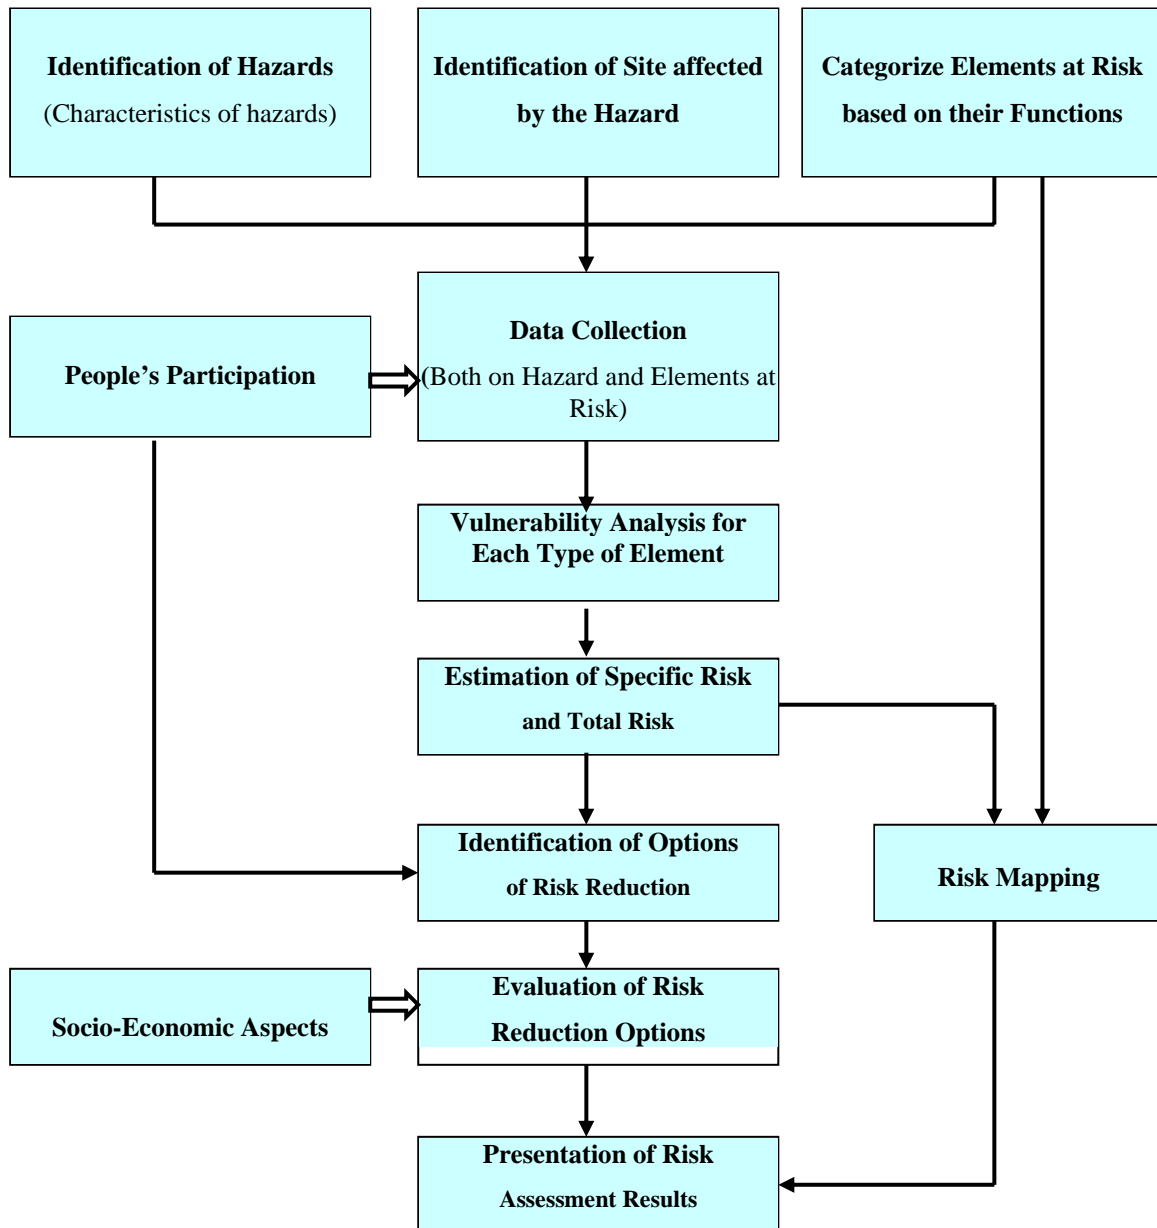 Identification of Hazards
(Characteristics of hazards)
Identification of Site affected
by the Hazard
Categorize Elements at Risk
based on their Functions
Data Collection
(Both on Hazard and Elements at
Risk)
People’s Participation
Vulnerability Analysis for
Each Type of Element
Estimation of Specific Risk
and Total Risk
Identification of Options
of Risk Reduction
Risk Mapping
Evaluation of Risk
Reduction Options
Socio-Economic Aspects
Presentation of Risk
Assessment Results